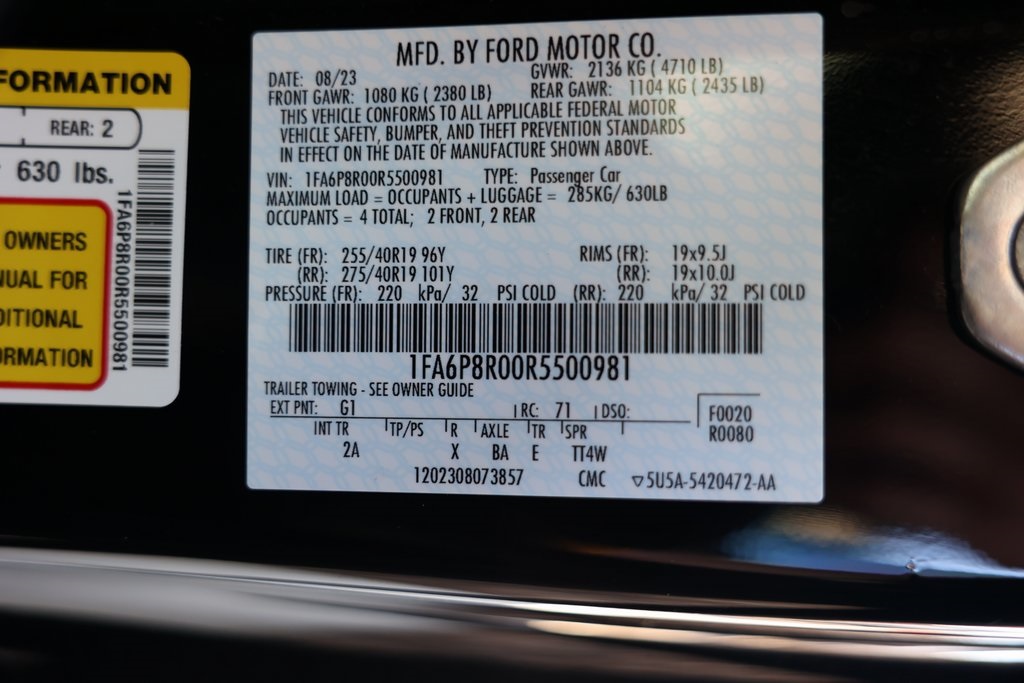 FORMATION
REAR: 2
630 lbs.
OWNERS
NUAL FOR
DITIONAL
ORMATION
1FA6P8R00R5500981
MFD. BY FORD MOTOR CO.
DATE: 08/23 GVWR: 2136 KG ( 4710 LB)
FRONT GAWR: 1080 KG ( 2380 LB) REAR GAWR: 1104 KG ( 2435 LB)
THIS VEHICLE CONFORMS TO ALL APPLICABLE FEDERAL MOTOR
VEHICLE SAFETY, BUMPER, AND THEFT PREVENTION STANDARDS
IN EFFECT ON THE DATE OF MANUFACTURE SHOWN ABOVE.
VIN: 1FA6P8R00R5500981 TYPE: Passenger Car
MAXIMUM LOAD = OCCUPANTS + LUGGAGE = 285KG/ 630LB
OCCUPANTS = 4 TOTAL; 2 FRONT, 2 REAR
TIRE (FR): 255/40R19 96Y RIMS (FR): 19x9.5J
(RR): 275/40R19 101Y (RR): 19x10.0J
PRESSURE (FR): 220 kPa/ 32 PSI COLD (RR): 220 kPa/ 32 PSI COLD
1FA6P8R00R5500981
TRAILER TOWING - SEE OWNER GUIDE
EXT PNT: G1 RC: 71 DSO: F0020
INT TR TP/PS R AXLE TR SPR R0080
2A X BA E TT4W
1202308073857 CMC ▽5U5A-5420472-AA